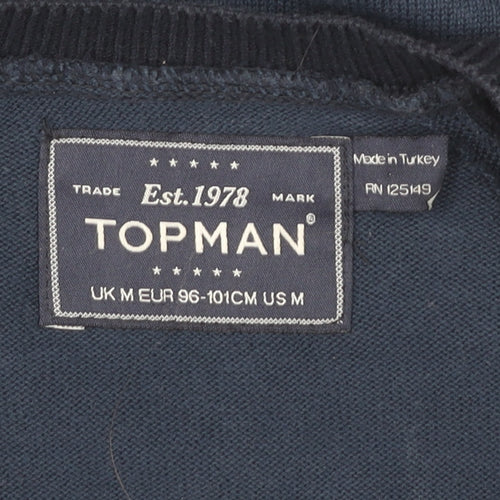 ★ ★ ★ ★ ★
TRADE Est. 1978 MARK
TOPMAN®
★ ★ ★ ★ ★
UK M EUR 96-101CM US M
Made in Turkey
RN 125149